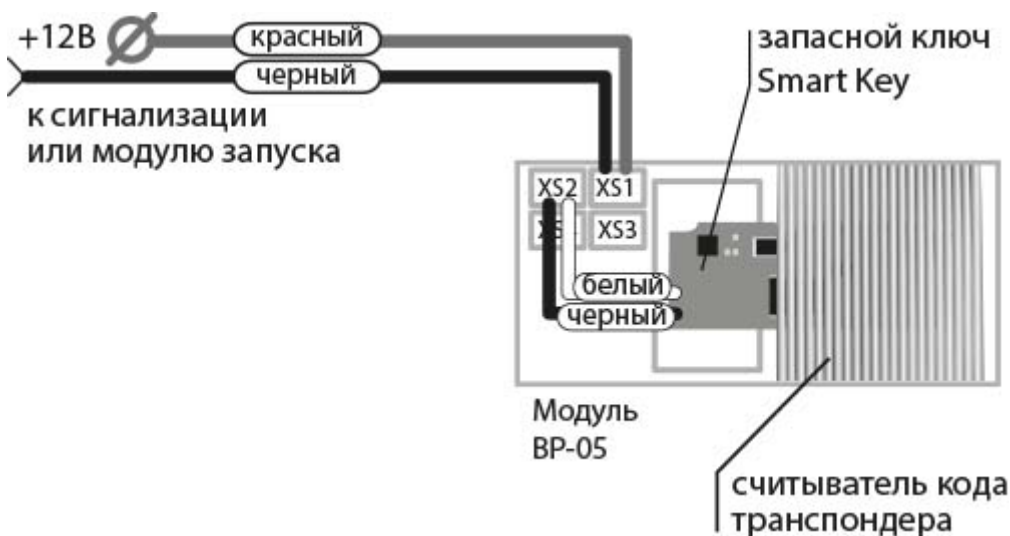 +12В
красный
черный
к сигнализации
или модулю запуска
запасной ключ
Smart Key
XS2
XS1
XS3
белый
черный
Модуль
ВР-05
считыватель кода
транспондера